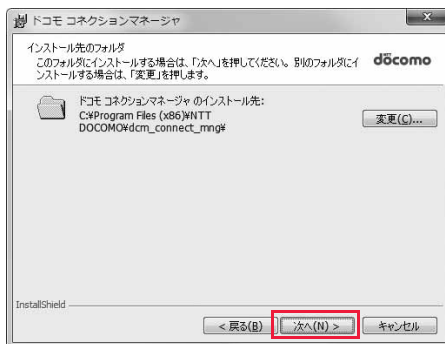 ドコモ コネクションマネージャ
インストール先のフォルダ
このフォルダにインストールする場合は、「次へ」を押してください。別のフォルダにイ
ンストールする場合は、「変更」を押します。
döcomo
ドコモ コネクションマネージャ のインストール先:
C:¥Program Files (x86)¥NTT
DOCOMO¥dcm_connect_mng¥
変更(C)...
InstallShield
< 戻る(B)
次へ(N) >
キャンセル